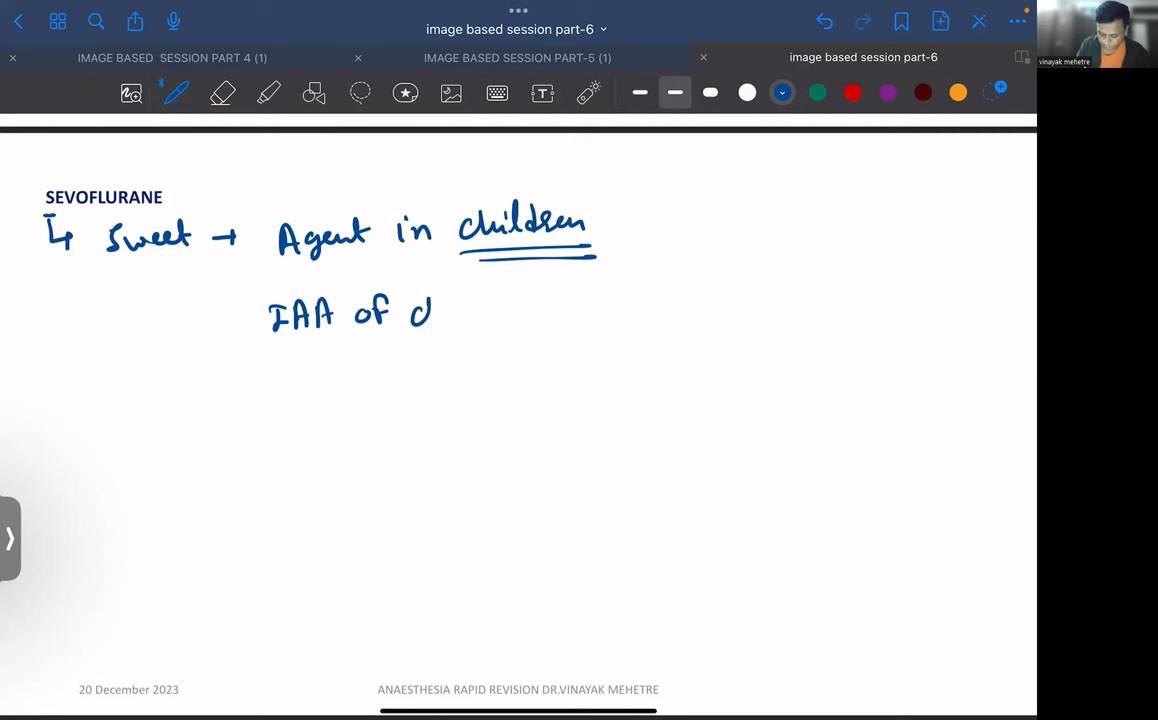 image based session part-6
IMAGE BASED SESSION PART 4 (1)
IMAGE BASED SESSION PART-5 (1)
image based session part-6
vinayak mehetre
SEVOFLURANE
↳ Sweet → Agent in children
IAA of d
20 December 2023
ANAESTHESIA RAPID REVISION DR.VINAYAK MEHETRE